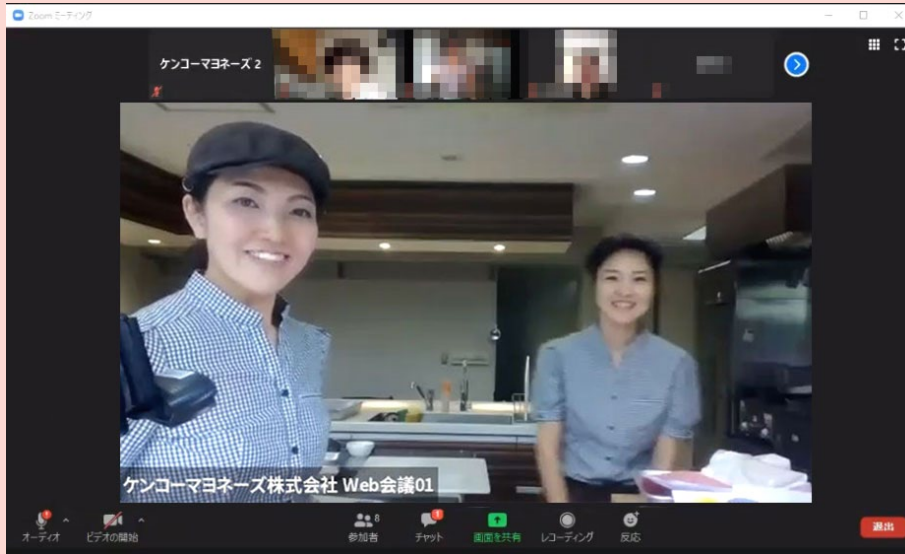 Zoom ミーティング
ケンコーマヨネーズ 2
ケンコーマヨネーズ株式会社 Web会議01
オーディオ
ビデオの開始
8
参加者
1
チャット
画面を共有
レコーディング
反応
退出